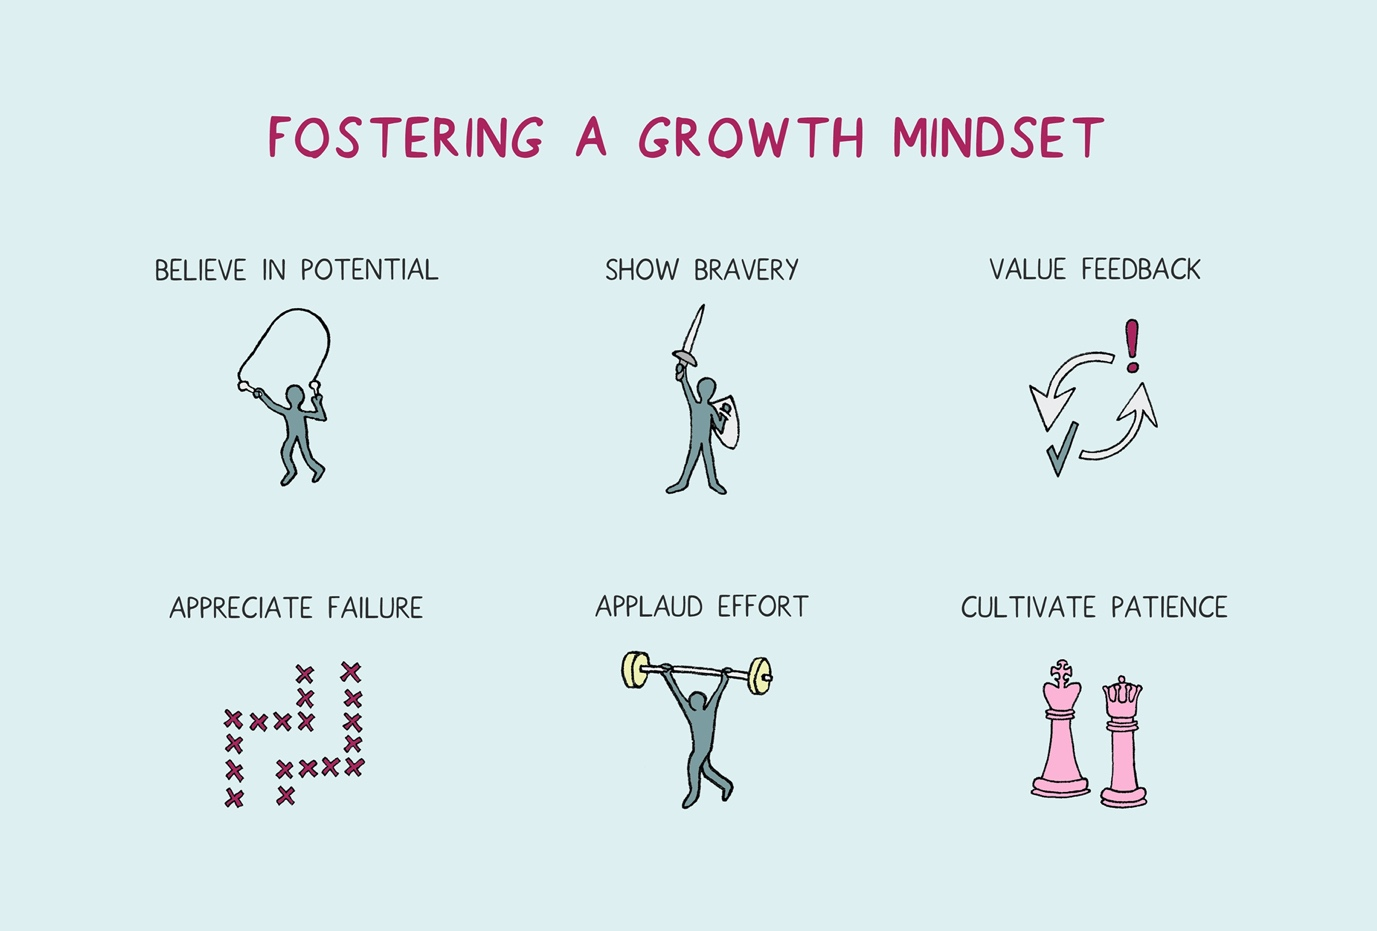 FOSTERING A GROWTH MINDSET
BELIEVE IN POTENTIAL
SHOW BRAVERY
VALUE FEEDBACK
APPRECIATE FAILURE
APPLAUD EFFORT
CULTIVATE PATIENCE